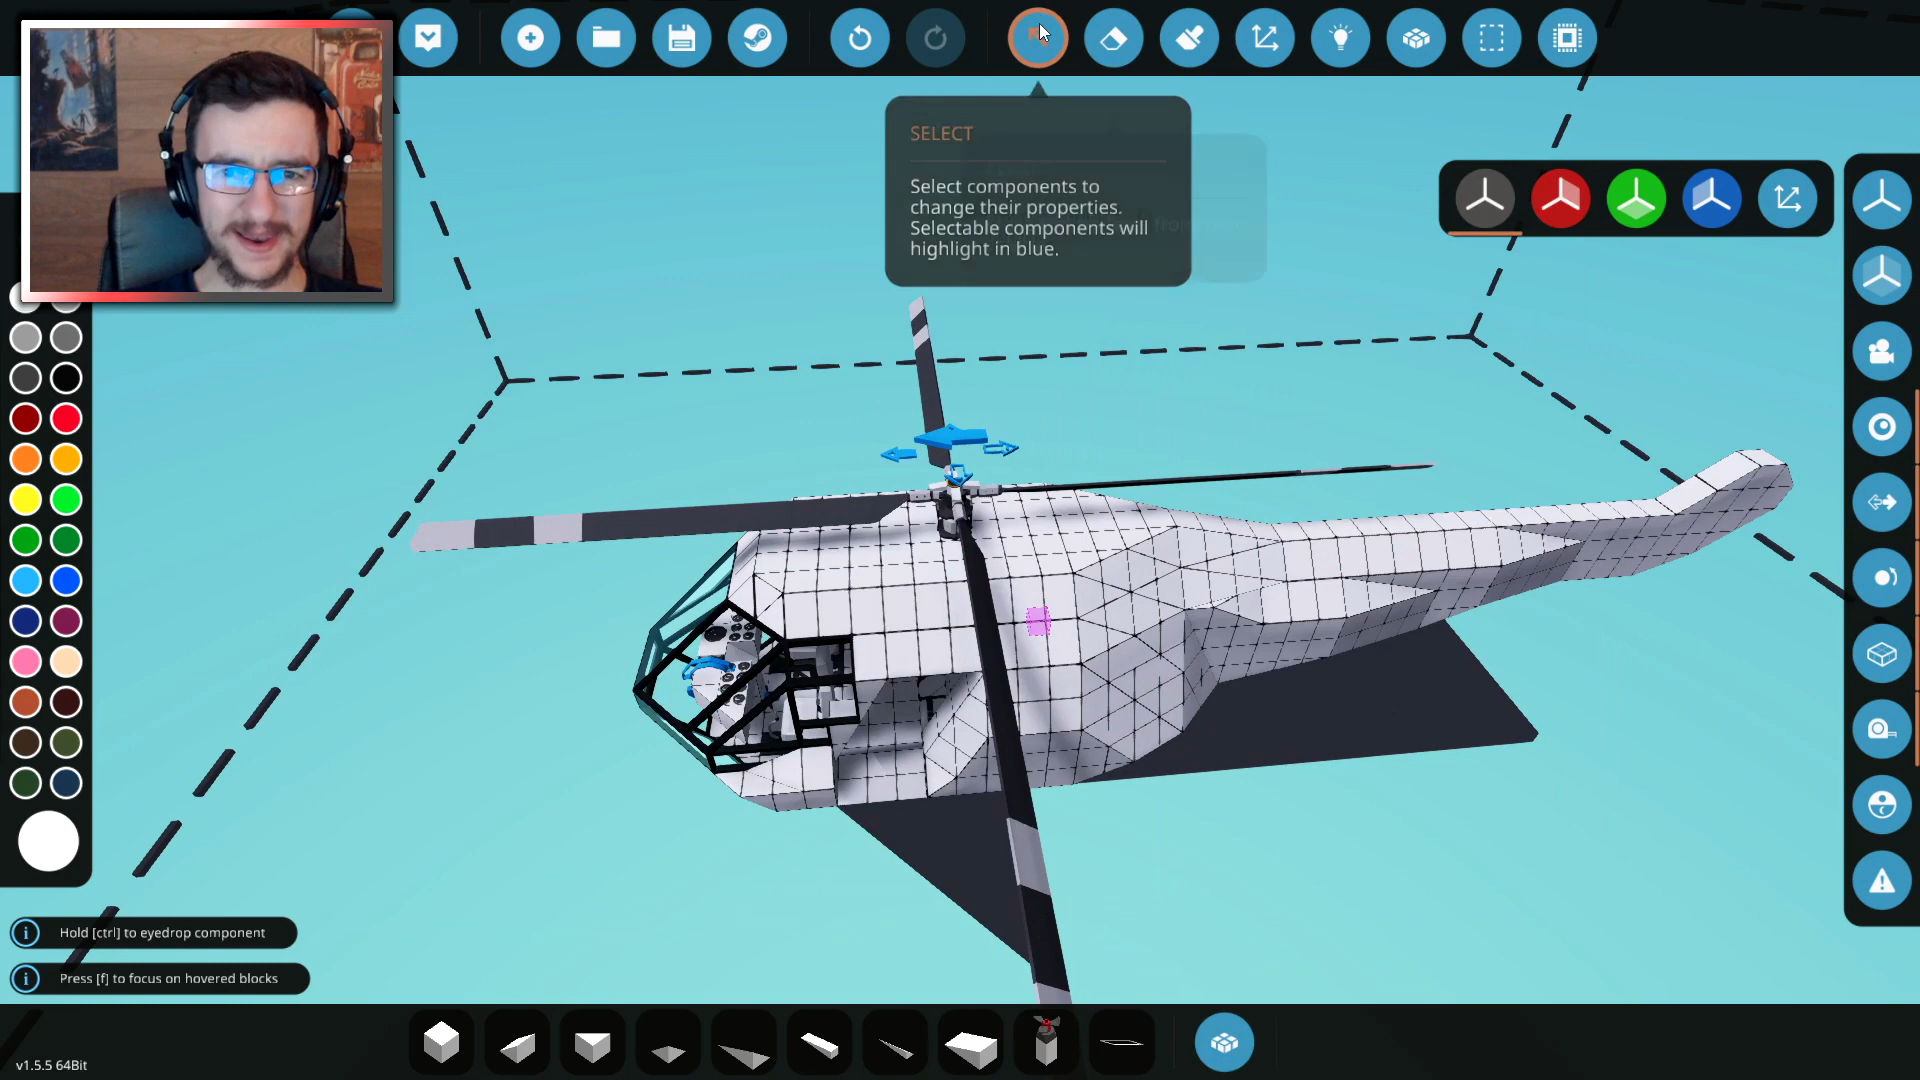 SELECT
Select components to
change their properties.
Selectable components will
highlight in blue.
Hold [ctrl] to eyedrop component
Press [f] to focus on hovered blocks
v1.5.5 64Bit